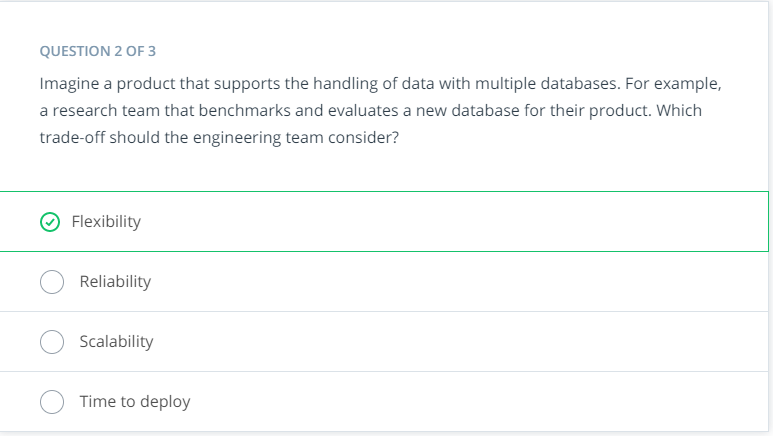 QUESTION 2 OF 3
Imagine a product that supports the handling of data with multiple databases. For example,
a research team that benchmarks and evaluates a new database for their product. Which
trade-off should the engineering team consider?
Flexibility
Reliability
Scalability
Time to deploy